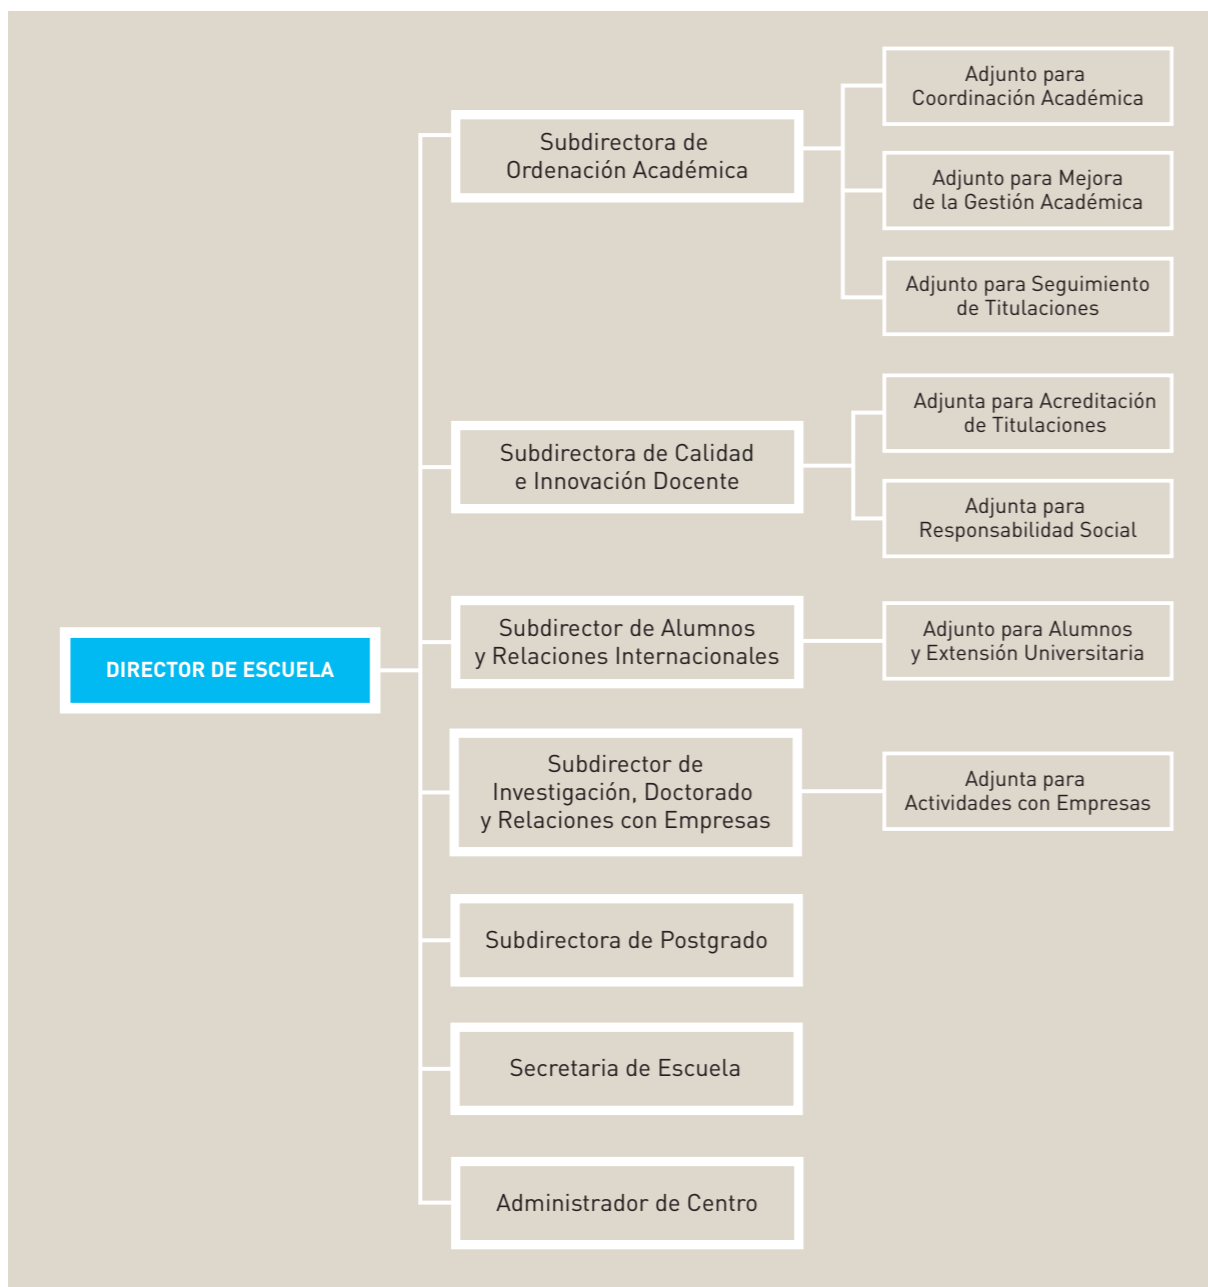 DIRECTOR DE ESCUELA
Subdirectora de
Ordenación Académica
Adjunto para
Coordinación Académica
Adjunto para Mejora
de la Gestión Académica
Adjunto para Seguimiento
de Titulaciones
Subdirectora de Calidad
e Innovación Docente
Adjunta para Acreditación
de Titulaciones
Adjunta para
Responsabilidad Social
Subdirector de Alumnos
y Relaciones Internacionales
Adjunto para Alumnos
y Extensión Universitaria
Subdirector de
Investigación, Doctorado
y Relaciones con Empresas
Adjunta para
Actividades con Empresas
Subdirectora de Postgrado
Secretaria de Escuela
Administrador de Centro